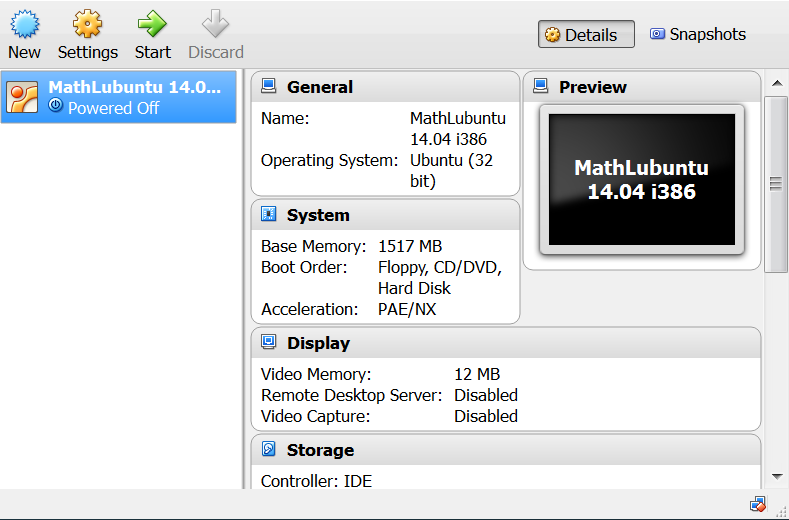 New Settings Start Discard Details Snapshots
MathLubuntu 14.0...
Powered Off
General
Name: MathLubuntu
14.04 i386
Operating System: Ubuntu (32
bit)
Preview
MathLubuntu
14.04 i386
System
Base Memory: 1517 MB
Boot Order: Floppy, CD/DVD,
Hard Disk
Acceleration: PAE/NX
Display
Video Memory: 12 MB
Remote Desktop Server: Disabled
Video Capture: Disabled
Storage
Controller: IDE